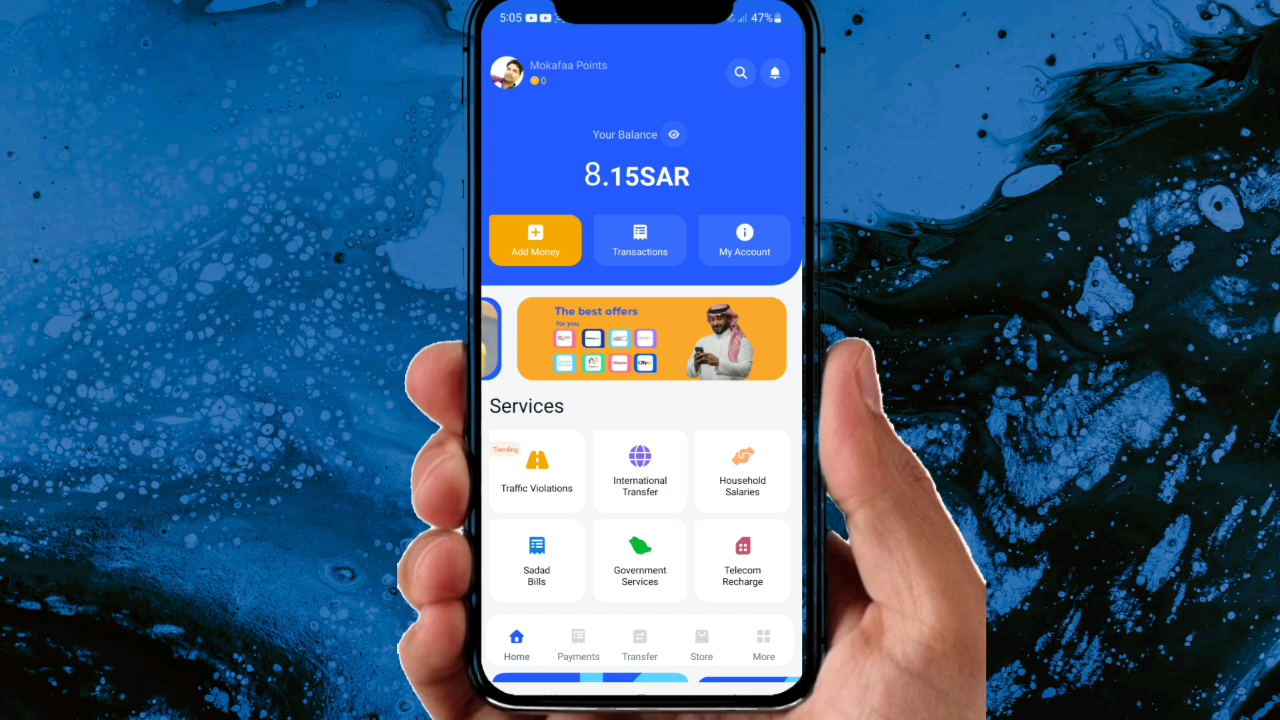 5:05
47%
Mokafaa Points
0
Your Balance
8.15SAR
Add Money
Transactions
My Account
The best offers
for you
Services
Trending
Traffic Violations
International
Transfer
Household
Salaries
Sadad
Bills
Government
Services
Telecom
Recharge
Home
Payments
Transfer
Store
More